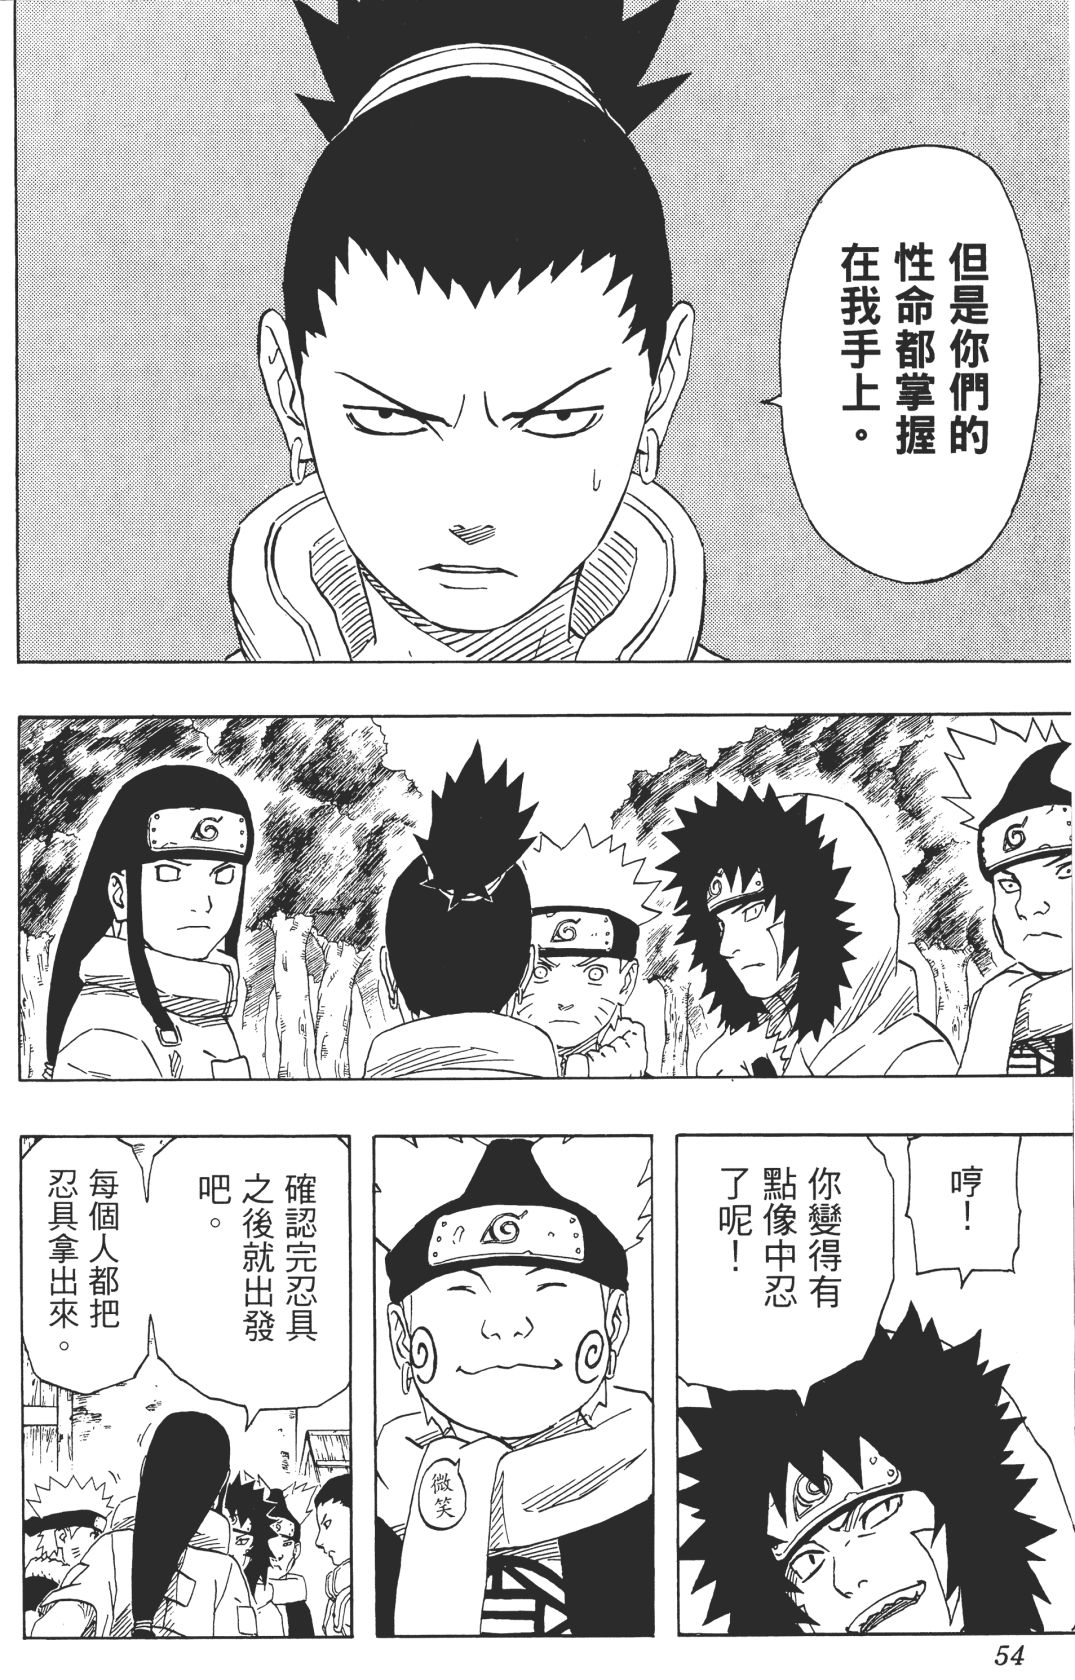 但是你們的
性命都掌握
在我手上。
哼！
你變得有
點像中忍
了呢！
微笑
確認完忍具
之後就出發
吧。
每個人都把
忍具拿出來。
54